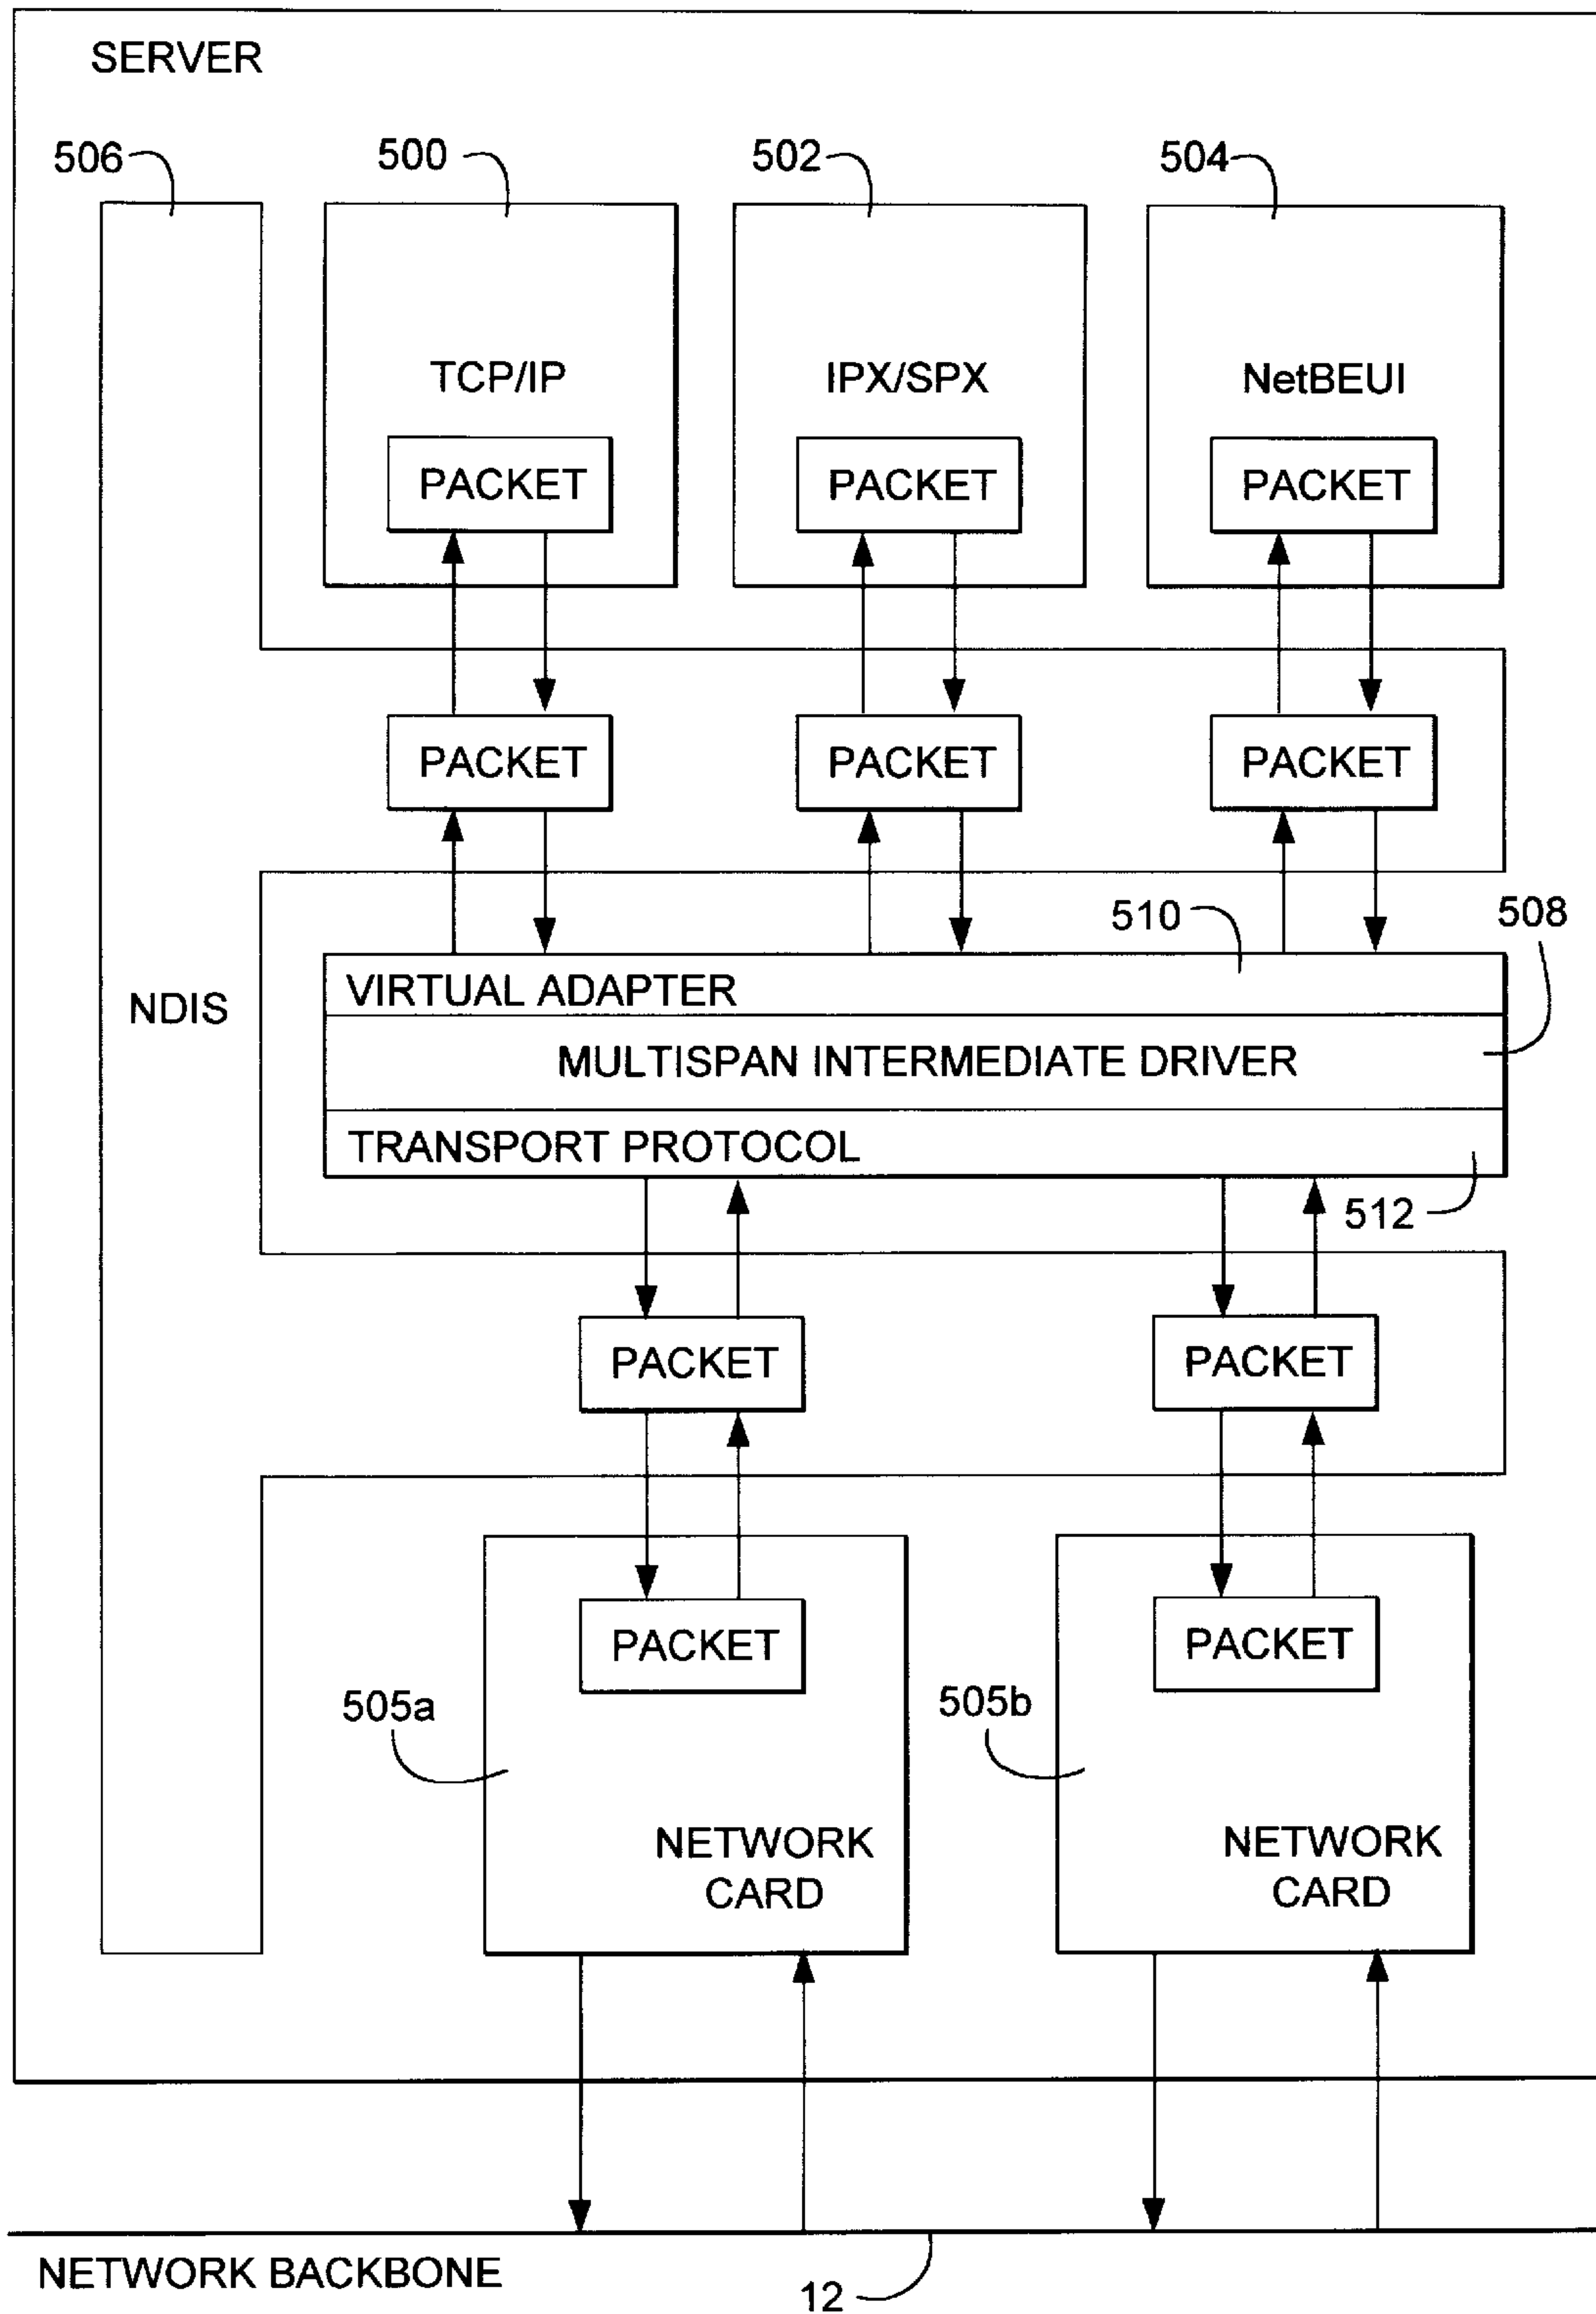 SERVER
506
500
502
504
TCP/IP
IPX/SPX
NetBEUI
PACKET
PACKET
PACKET
PACKET
PACKET
PACKET
510
508
NDIS
VIRTUAL ADAPTER
MULTISPAN INTERMEDIATE DRIVER
TRANSPORT PROTOCOL
512
PACKET
PACKET
PACKET
PACKET
505a
505b
NETWORK
CARD
NETWORK
CARD
NETWORK BACKBONE
12